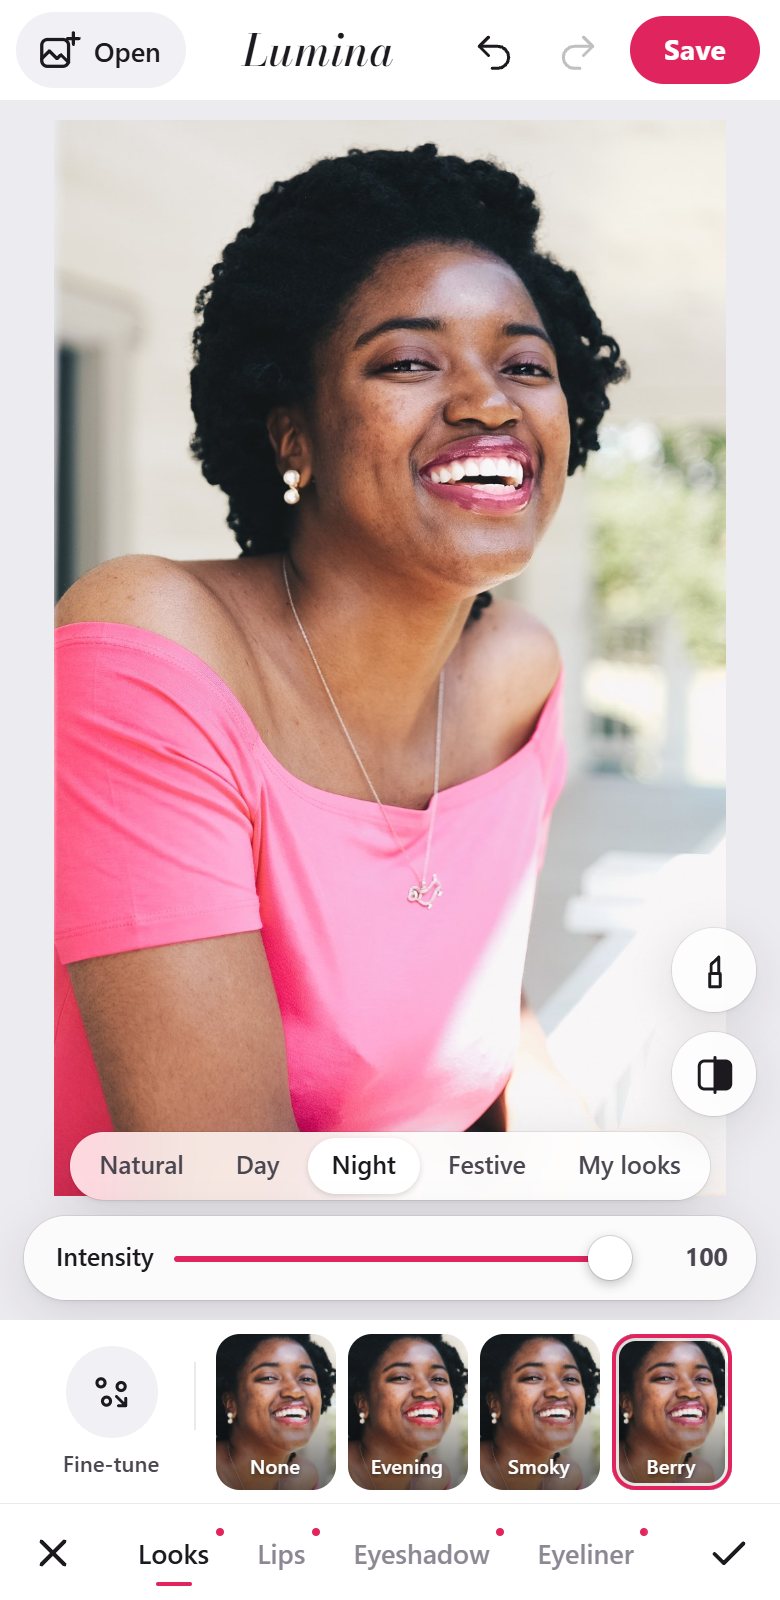 Open
Lumina
Save
Natural Day Night Festive My looks
Intensity 100
Fine-tune
None Evening Smoky Berry
Looks Lips Eyeshadow Eyeliner